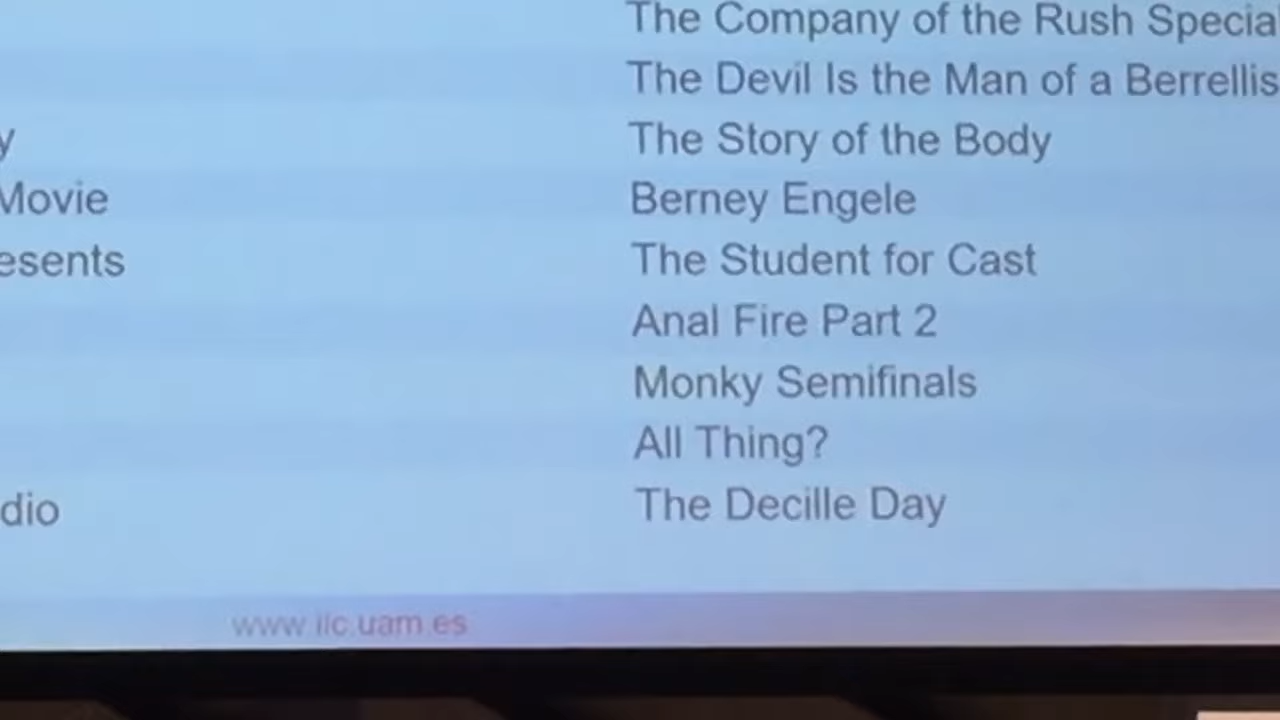 The Company of the Rush Special
The Devil Is the Man of a Berrellis
y The Story of the Body
Movie Berney Engele
esents The Student for Cast
Anal Fire Part 2
Monky Semifinals
All Thing?
dio The Decille Day
www.iic.uam.es